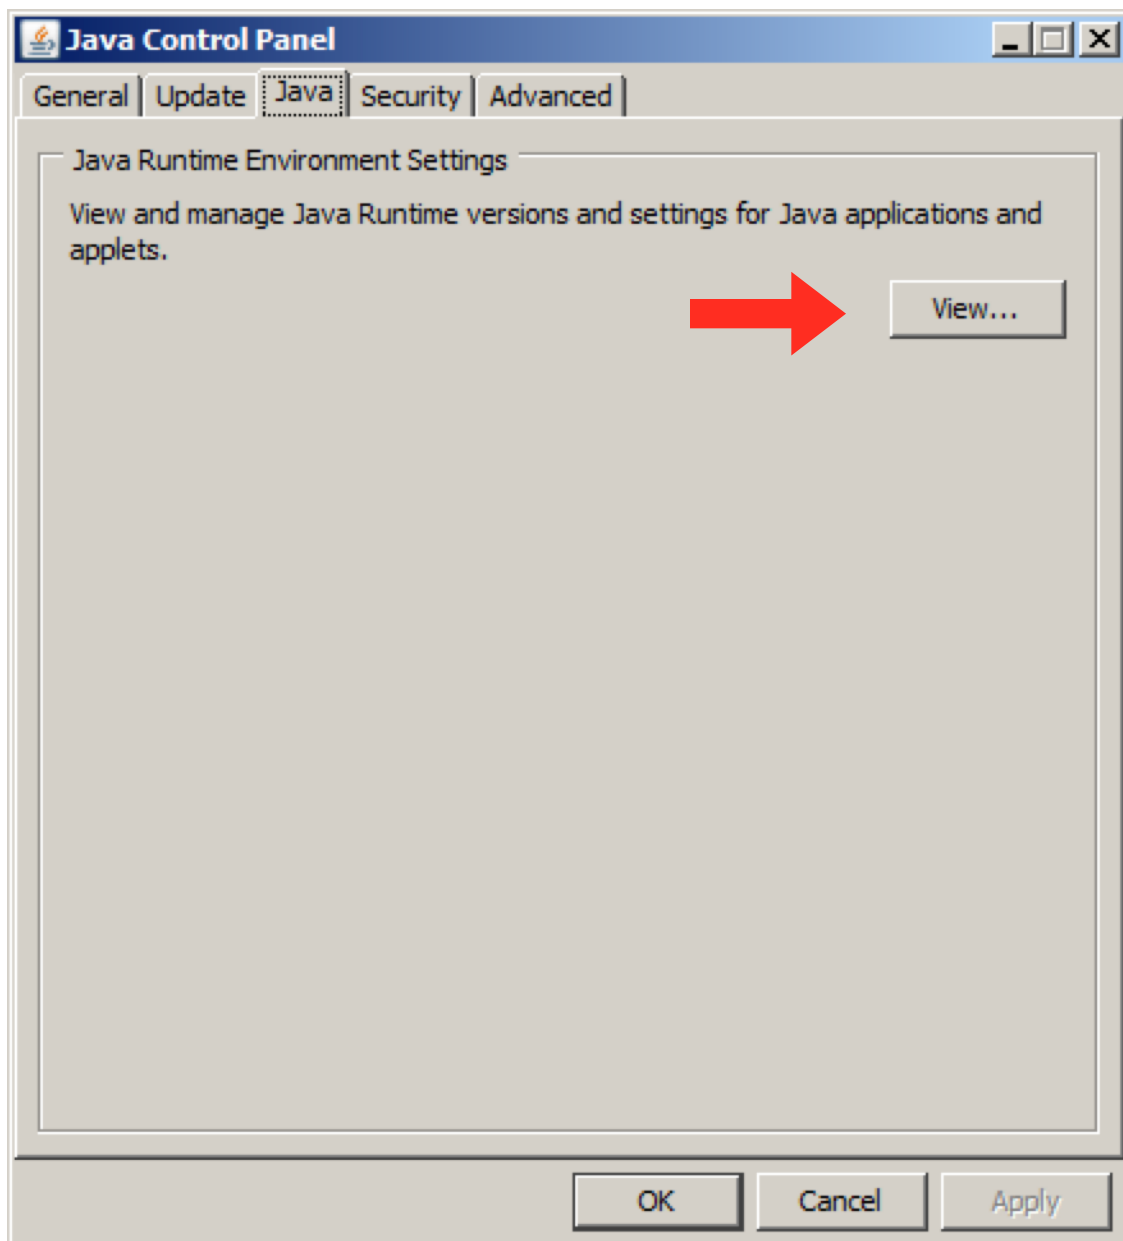 Java Control Panel
General Update Java Security Advanced
Java Runtime Environment Settings
View and manage Java Runtime versions and settings for Java applications and
applets.
View...
OK Cancel Apply